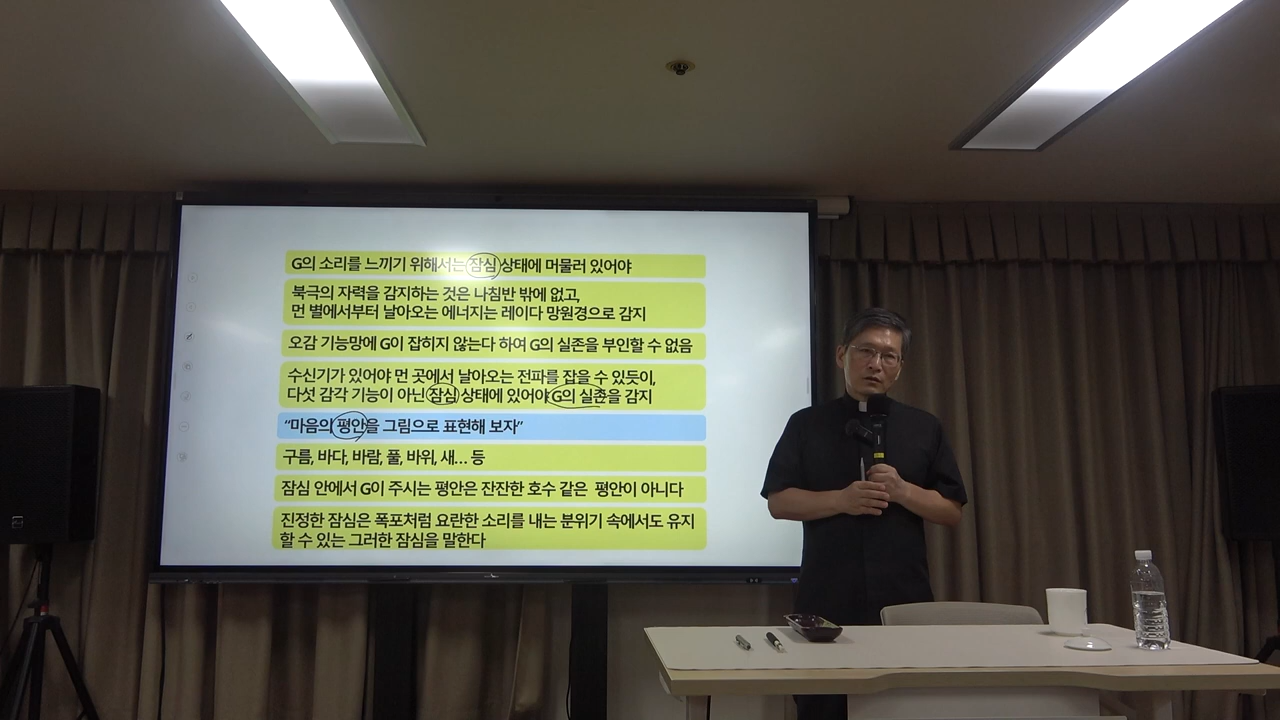 G의 소리를 느끼기 위해서는 잠심 상태에 머물러 있어야
북극의 자력을 감지하는 것은 나침반 밖에 없고,
먼 별에서부터 날아오는 에너지는 레이다 망원경으로 감지
오감 기능망에 G이 잡히지 않는다 하여 G의 실존을 부인할 수 없음
수신기가 있어야 먼 곳에서 날아오는 전파를 잡을 수 있듯이,
다섯 감각 기능이 아닌 잠심 상태에 있어야 G의 실존을 감지
“마음의 평안을 그림으로 표현해 보자”
구름, 바다, 바람, 풀, 바위, 새... 등
잠심 안에서 G이 주시는 평안은 잔잔한 호수 같은 평안이 아니다
진정한 잠심은 폭포처럼 요란한 소리를 내는 분위기 속에서도 유지
할 수 있는 그러한 잠심을 말한다